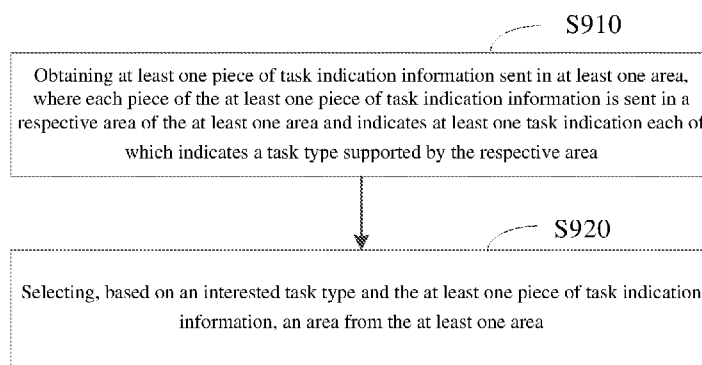 S910
Obtaining at least one piece of task indication information sent in at least one area,
where each piece of the at least one piece of task indication information is sent in a
respective area of the at least one area and indicates at least one task indication each of
which indicates a task type supported by the respective area
S920
Selecting, based on an interested task type and the at least one piece of task indication
information, an area from the at least one area